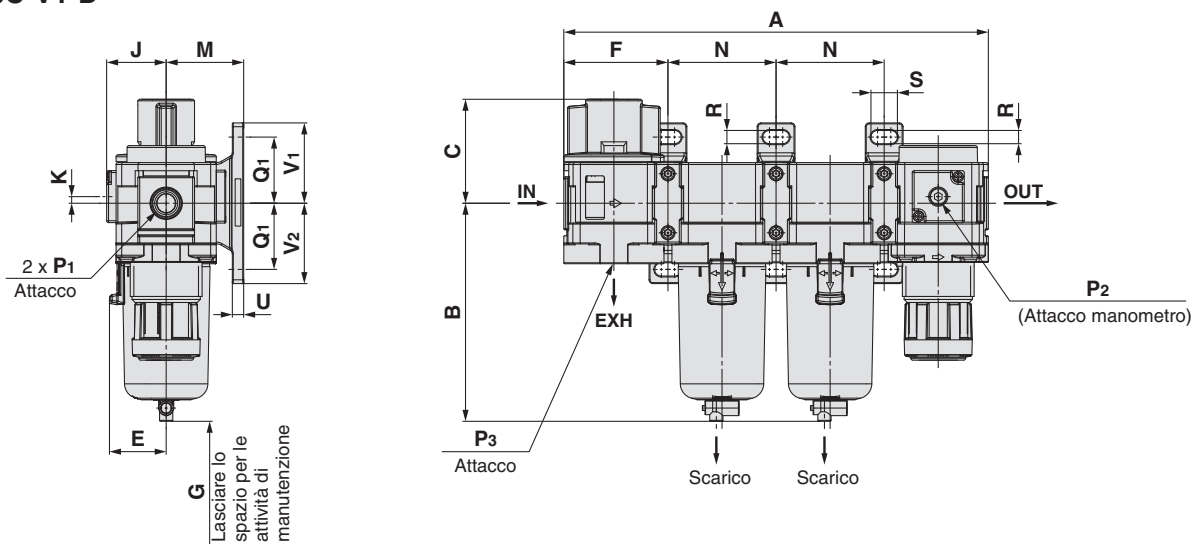 J
M
K
Q1
V1
Q1
V2
2 x P1
Attacco
U
E
G
Lasciare lo
spazio per le
attività di
manutenzione
A
F
N
N
S
R
R
C
IN
OUT
B
EXH
P2
(Attacco manometro)
P3
Attacco
Scarico
Scarico